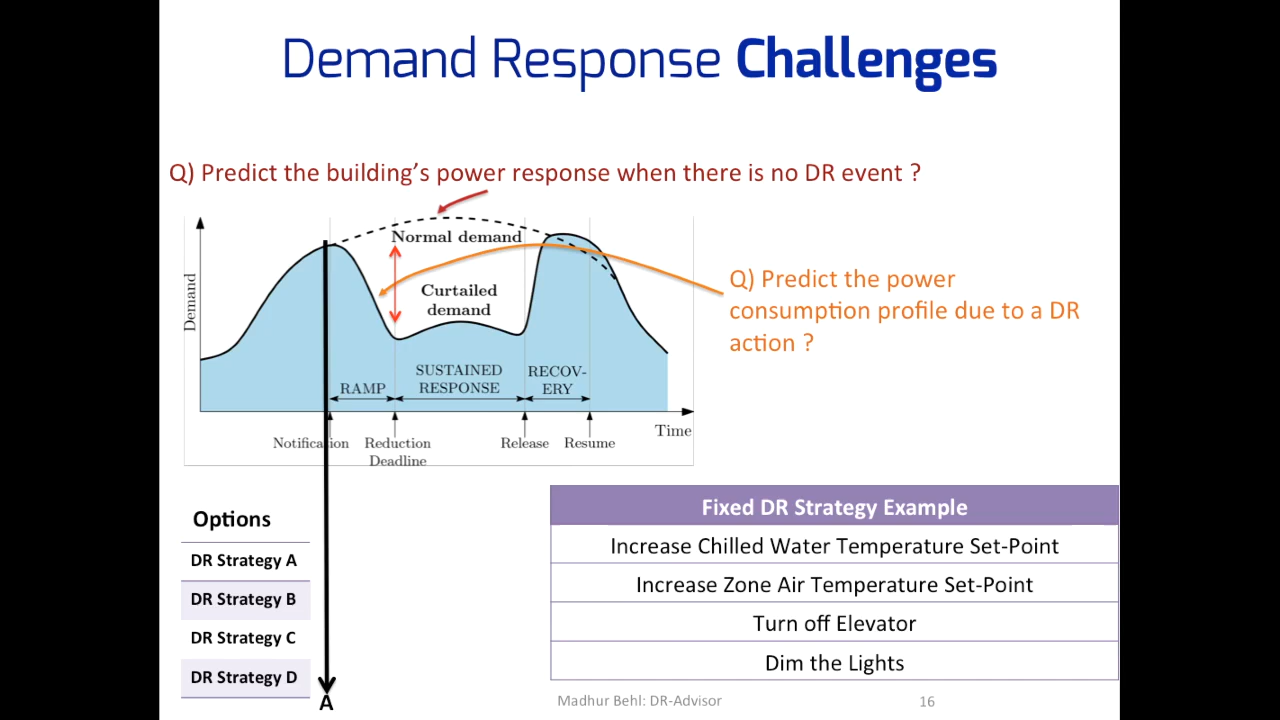 Demand Response Challenges
Q) Predict the building's power response when there is no DR event ?
Normal demand
Curtailed
demand
Demand
Q) Predict the power
consumption profile due to a DR
action ?
RAMP
SUSTAINED
RESPONSE
RECOV-
ERY
Time
Notification
Reduction
Deadline
Release
Resume
Options
DR Strategy A
DR Strategy B
DR Strategy C
DR Strategy D
A
Fixed DR Strategy Example
Increase Chilled Water Temperature Set-Point
Increase Zone Air Temperature Set-Point
Turn off Elevator
Dim the Lights
Madhur Behl: DR-Advisor
16